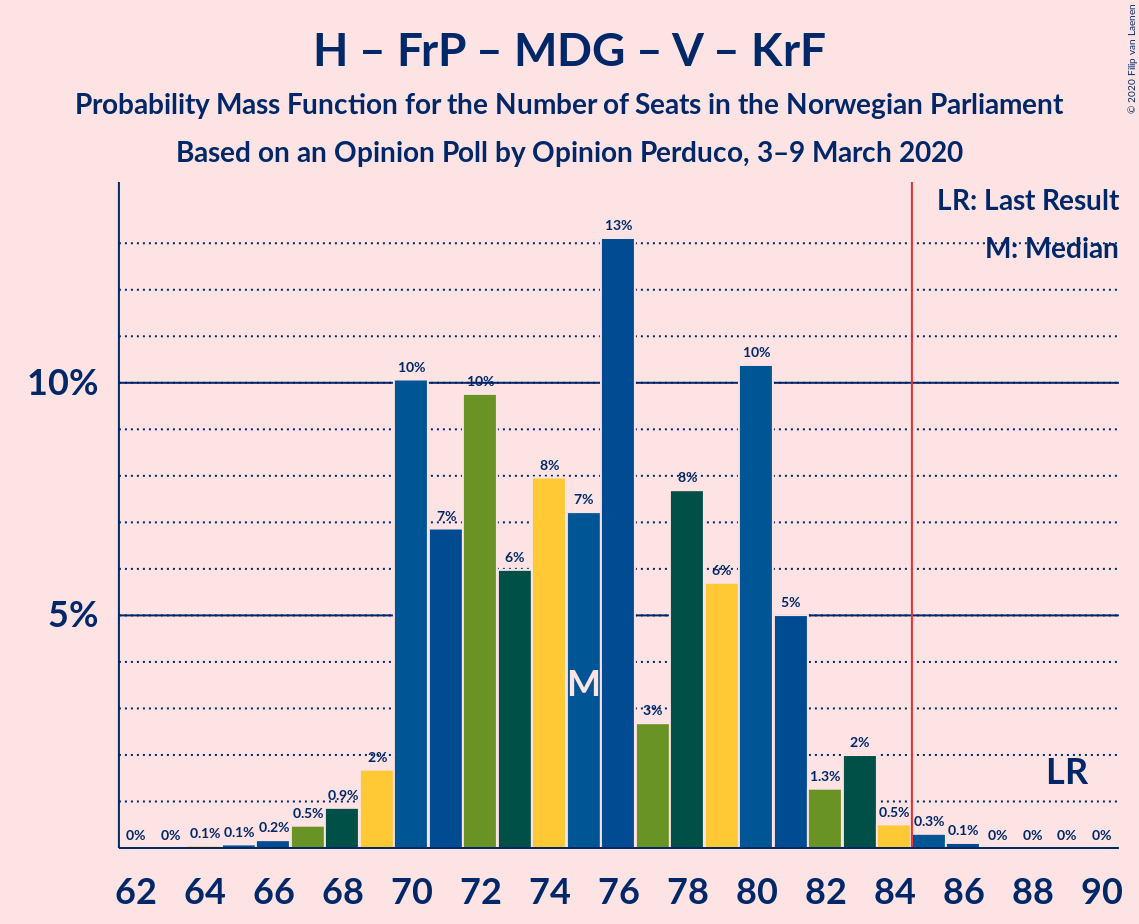 H – FrP – MDG – V – KrF
Probability Mass Function for the Number of Seats in the Norwegian Parliament
Based on an Opinion Poll by Opinion Perduco, 3–9 March 2020
© 2020 Filip van Laenen
LR: Last Result
M: Median
10%
5%
0% 0% 0.1% 0.1% 0.2% 0.5% 0.9% 2% 10% 7% 10% 6% 8% 7% 13% 3% 8% 6% 10% 5% 1.3% 2% 0.5% 0.3% 0.1% 0% 0% 0% 0%
M
LR
62 64 66 68 70 72 74 76 78 80 82 84 86 88 90